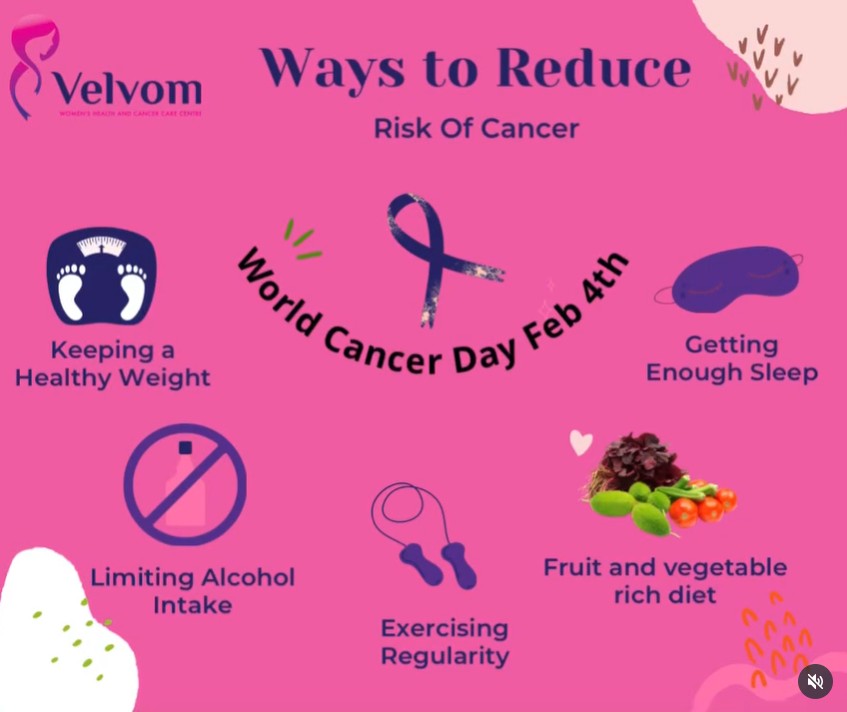 Velvom
WOMEN'S HEALTH AND CANCER CARE CENTRE
Ways to Reduce
Risk Of Cancer
World Cancer Day Feb 4th
Keeping a
Healthy Weight
Getting
Enough Sleep
Limiting Alcohol
Intake
Fruit and vegetable
rich diet
Exercising
Regularity